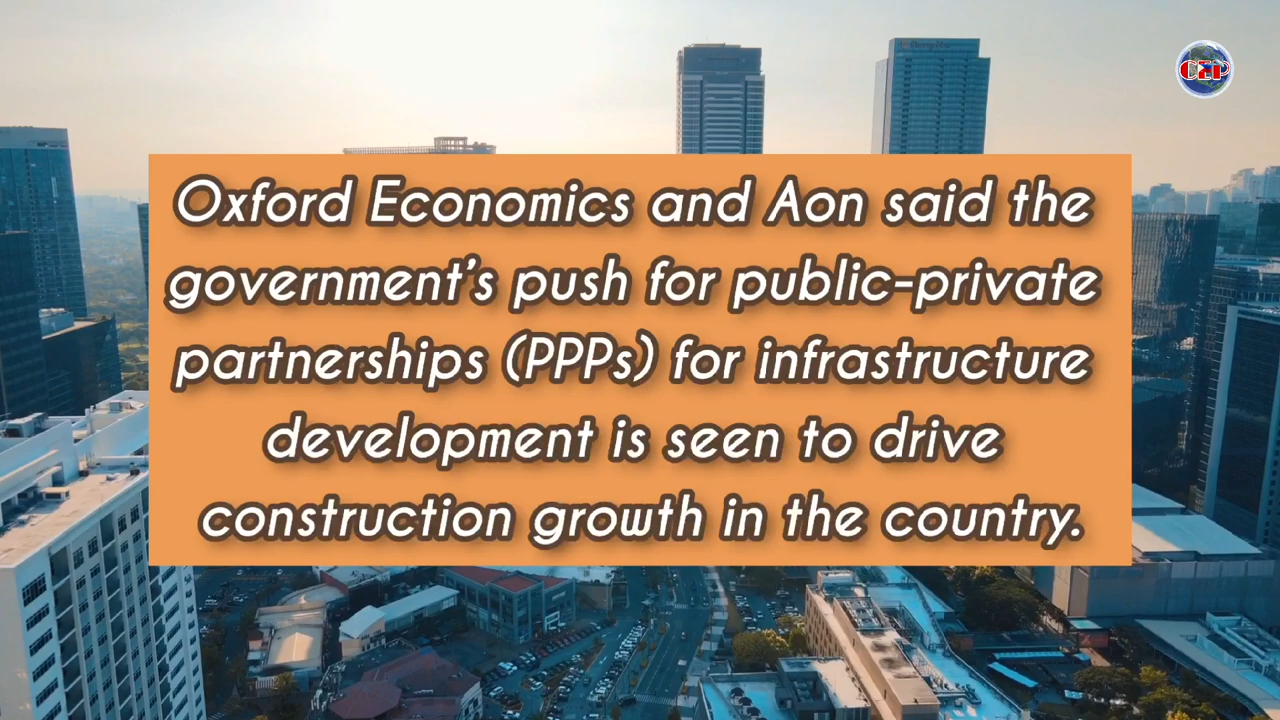 CEP
Oxford Economics and Aon said the
government's push for public-private
partnerships (PPPs) for infrastructure
development is seen to drive
construction growth in the country.